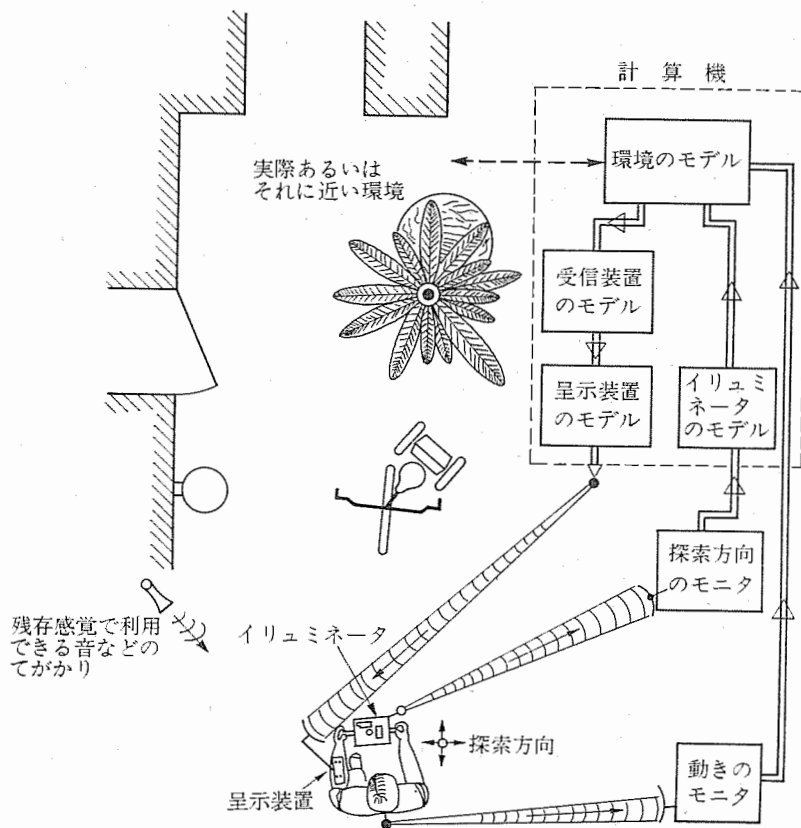 計算機
環境のモデル
実際あるいは
それに近い環境
受信装置
のモデル
呈示装置
のモデル
イリュミ
ネータ
のモデル
探索方向
のモニタ
残存感覚で利用
できる音などの
てがかり
イリュミネータ
探索方向
呈示装置
動きの
モニタ